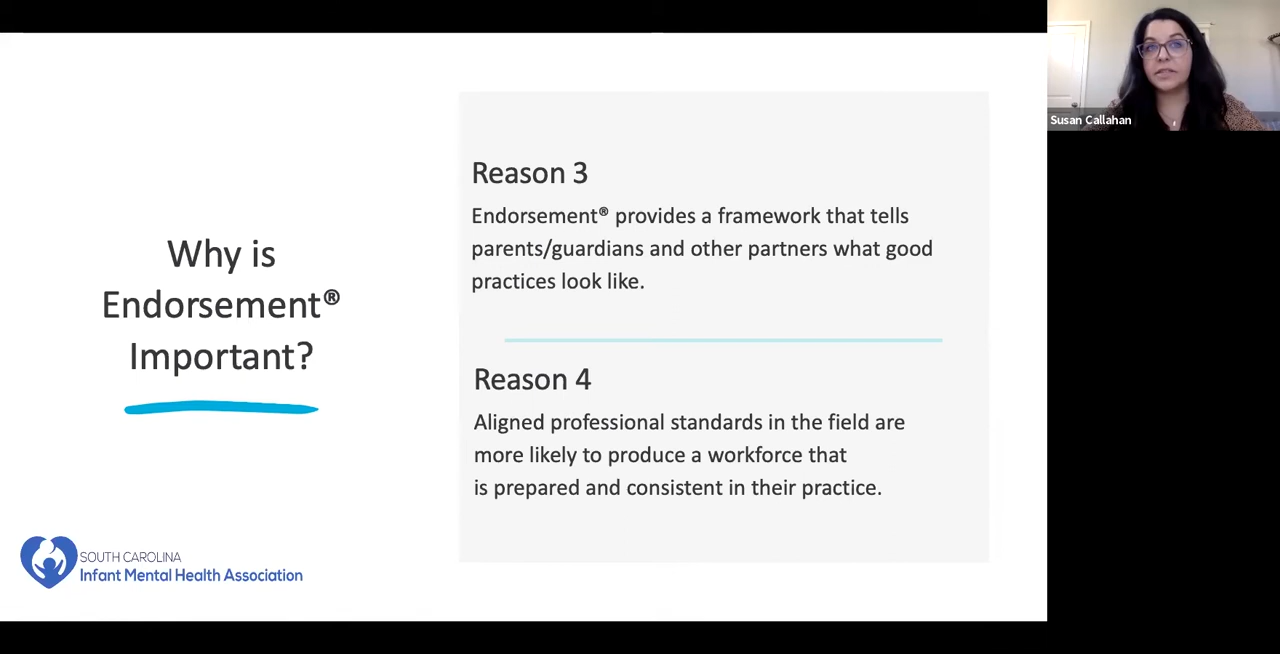 Why is
Endorsement®
Important?
Reason 3
Endorsement® provides a framework that tells
parents/guardians and other partners what good
practices look like.
Reason 4
Aligned professional standards in the field are
more likely to produce a workforce that
is prepared and consistent in their practice.
SOUTH CAROLINA
Infant Mental Health Association
Susan Callahan